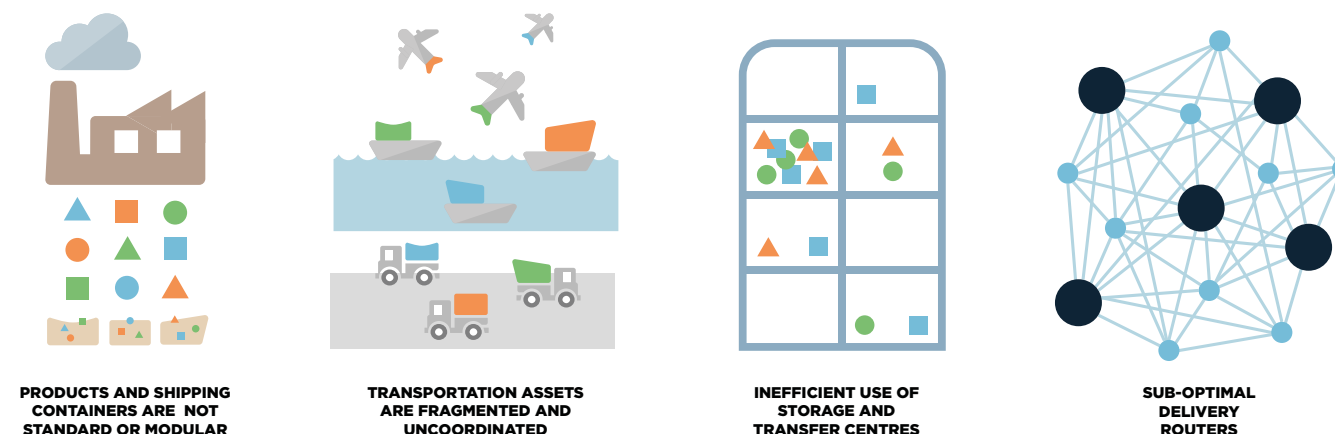 PRODUCTS AND SHIPPING
CONTAINERS ARE NOT
STANDARD OR MODULAR
TRANSPORTATION ASSETS
ARE FRAGMENTED AND
UNCOORDINATED
INEFFICIENT USE OF
STORAGE AND
TRANSFER CENTRES
SUB-OPTIMAL
DELIVERY
ROUTERS